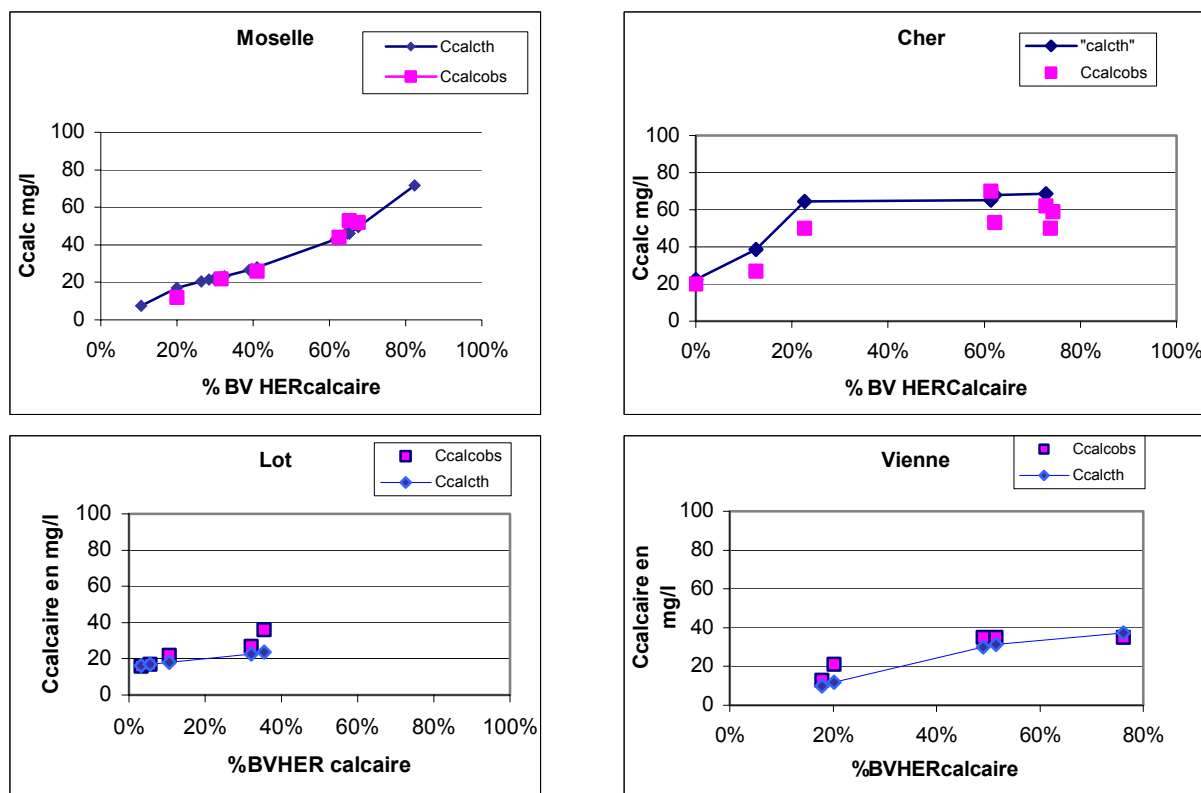 Moselle
Ccalcth
Ccalcobs
Ccalc mg/l
100
80
60
40
20
0
0% 20% 40% 60% 80% 100%
% BV HERcalcaire
Cher
"calcth"
Ccalcobs
Ccalc mg/l
100
80
60
40
20
0
0% 20% 40% 60% 80% 100%
% BV HERCalcaire
Lot
Ccalcobs
Ccalcth
Ccalcaire en mg/l
100
80
60
40
20
0
0% 20% 40% 60% 80% 100%
%BVHER calcaire
Vienne
Ccalcobs
Ccalcth
Ccalcaire en
mg/l
100
80
60
40
20
0
0% 20% 40% 60% 80%
%BVHERcalcaire